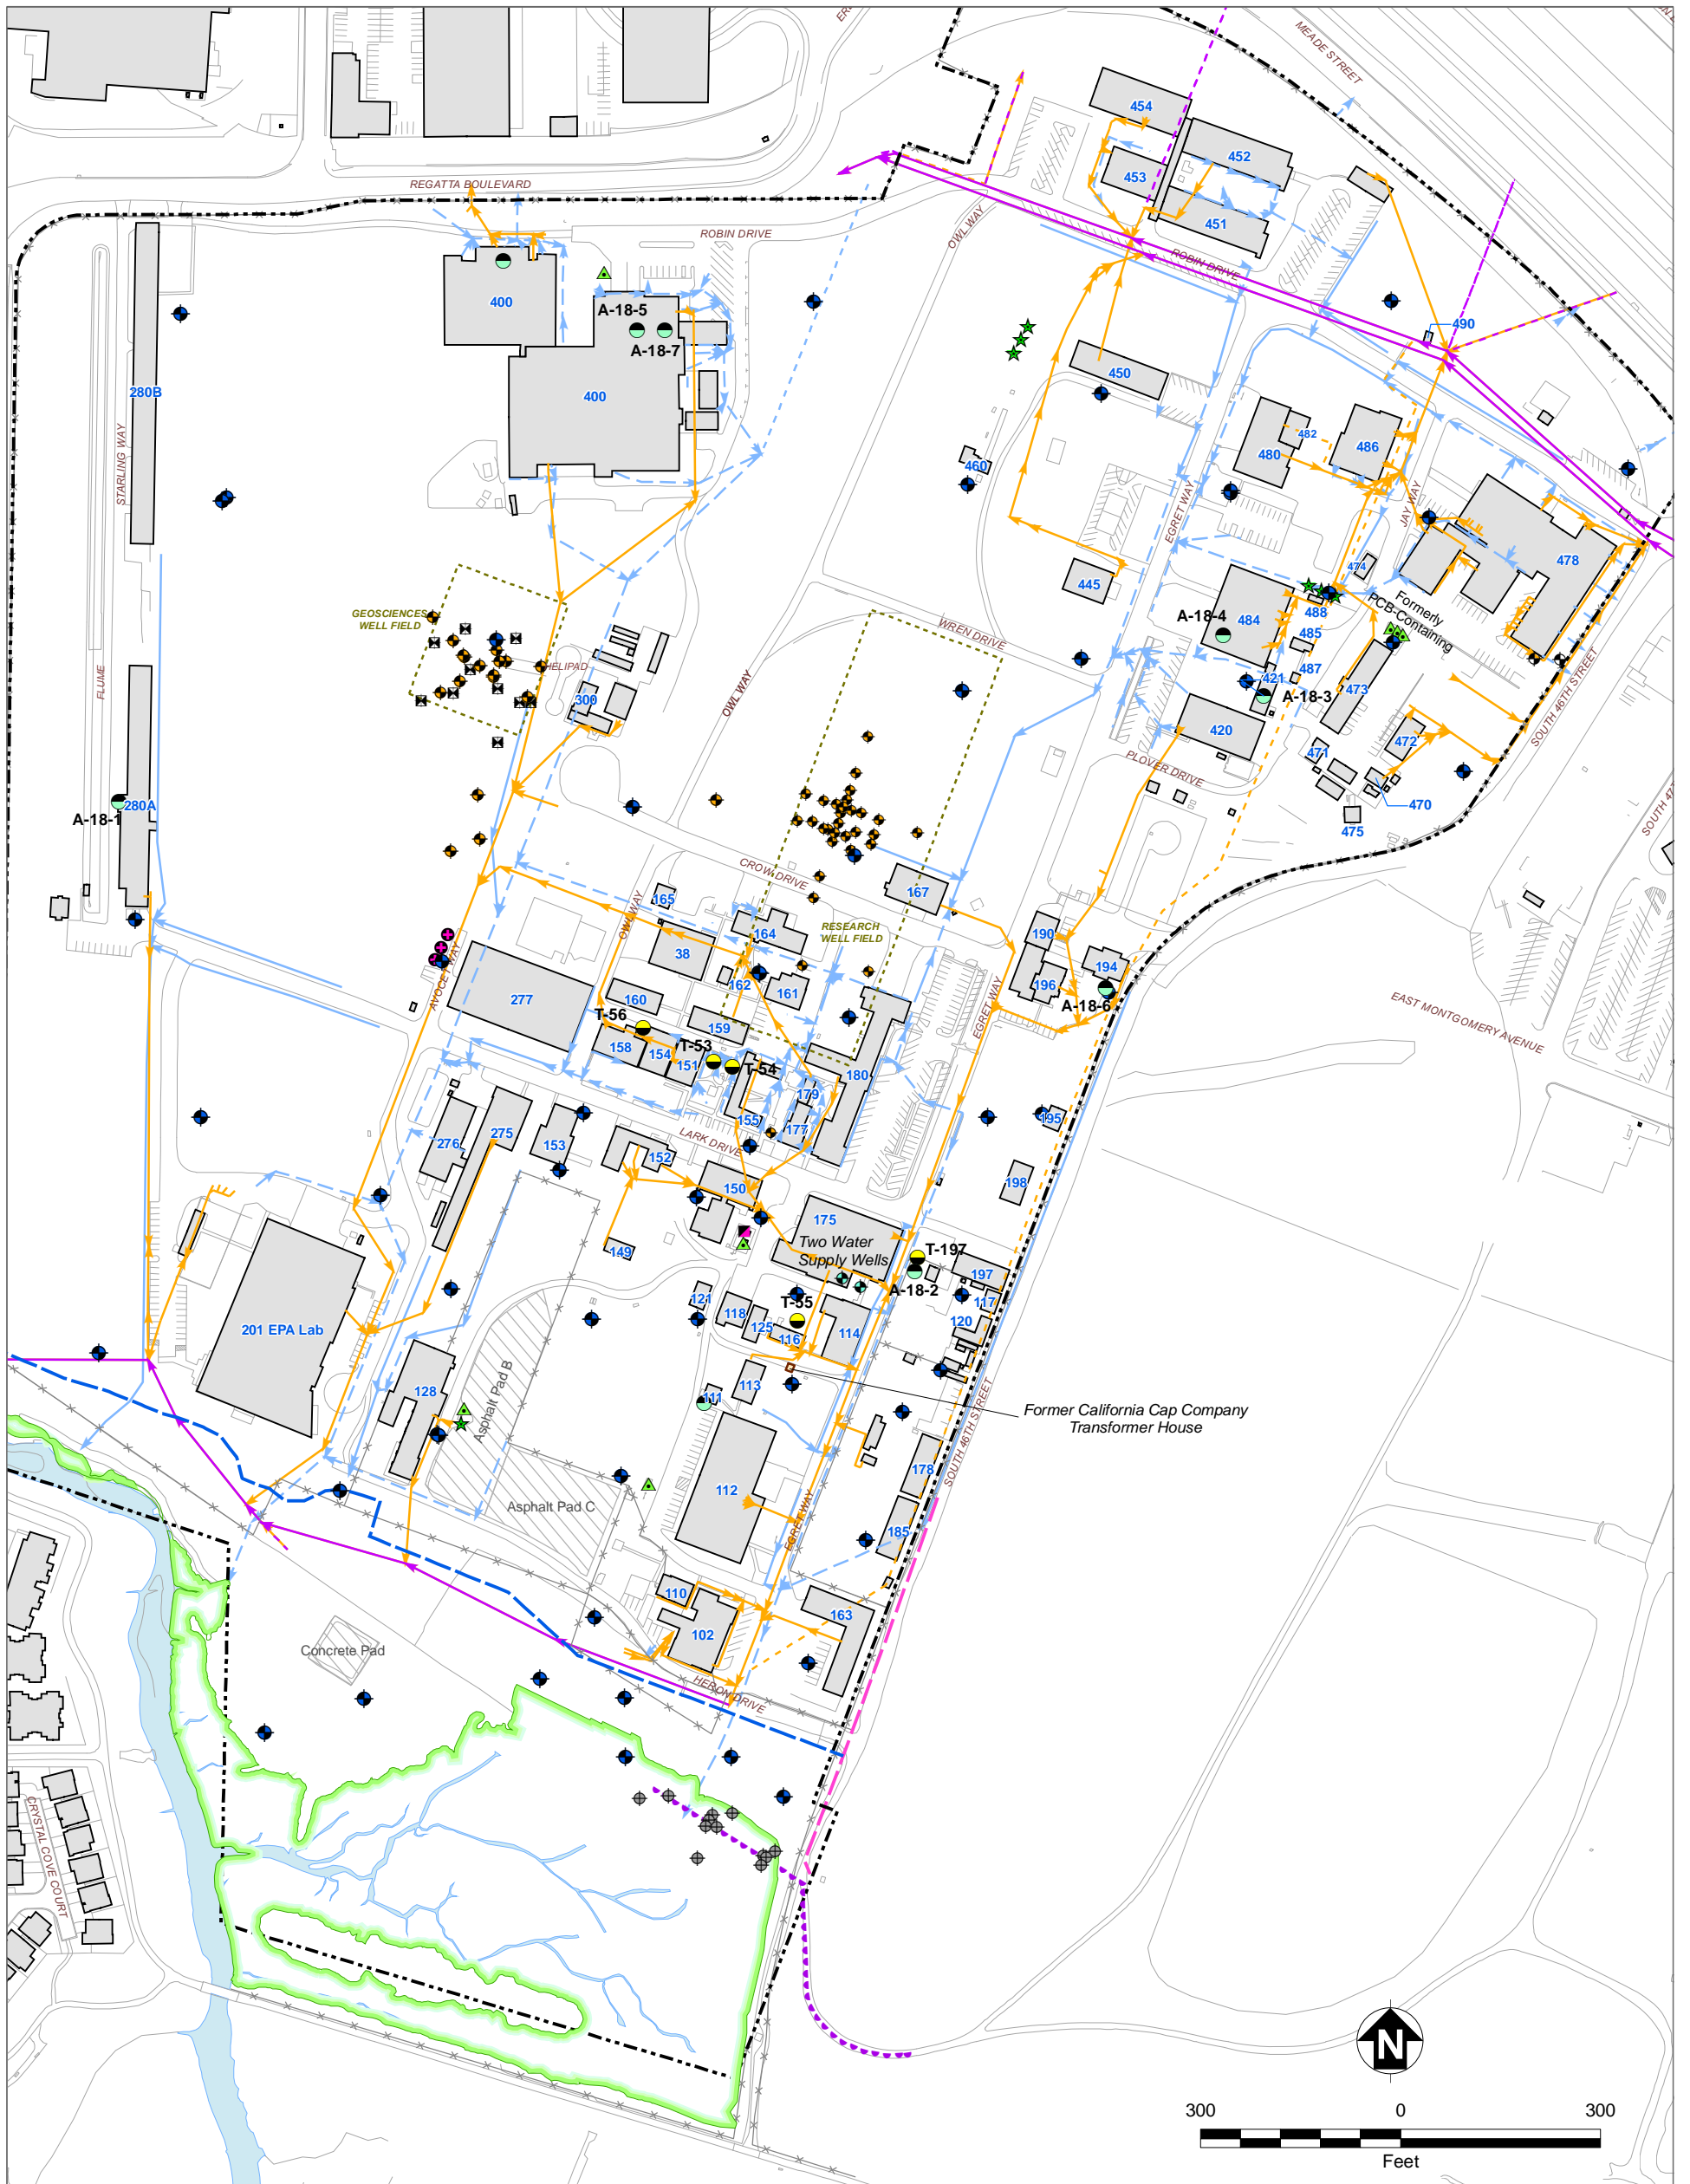 MEADE STREET
454
452
453
451
REGATTA BOULEVARD
ROBIN DRIVE
OWL WAY
ROBIN DRIVE
400
A-18-5
A-18-7
400
490
450
280B
STARLING WAY
482
480
486
460
EGRET WAY
JAY WAY
478
474
445
GEOSCIENCES
WELL FIELD
HELIPAD
300
WREN DRIVE
A-18-4
484
488
485
487
421
A-18-3
Formerly
PCB-Containing
473
FLUME
OWL WAY
420
472
471
PLOVER DRIVE
470
475
SOUTH 46TH STREET
SOUTH 47
280A
A-18-1
CROW DRIVE
167
165
OWL WAY
164
RESEARCH
WELL FIELD
190
38
194
196
162
161
A-18-6
AVOCET WAY
277
160
159
T-56
T-53
T-54
158
154
151
180
179
155
177
EGRET WAY
EAST MONTGOMERY AVENUE
195
276
275
153
LARK DRIVE
152
150
198
175
Two Water
Supply Wells
149
T-197
197
A-18-2
117
120
121
118
125
T-55
116
114
201 EPA Lab
128
Asphalt Pad B
113
111
Former California Cap Company
Transformer House
SOUTH 46TH STREET
178
112
Asphalt Pad C
185
EGRET WAY
110
163
102
Concrete Pad
HERON DRIVE
CRYSTAL COVE COURT
N
300
0
300
Feet